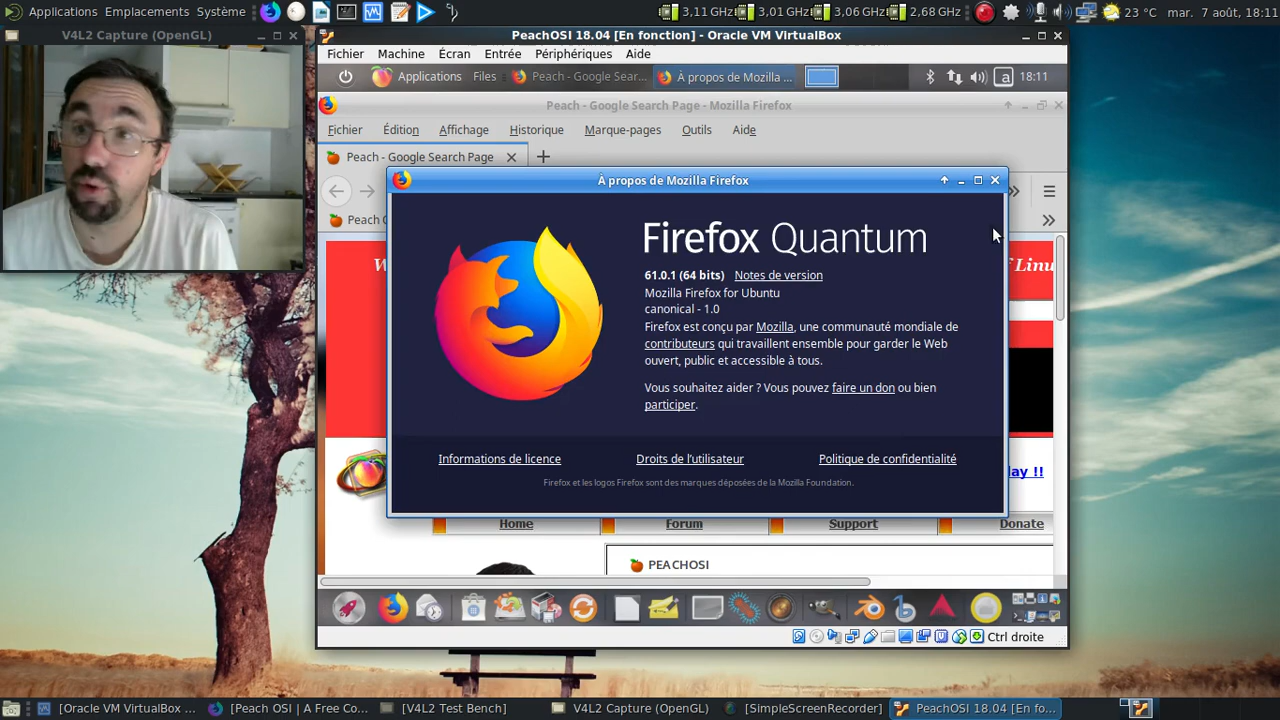 Applications Emplacements Système
3,11 GHz 3,01 GHz 3,06 GHz 2,68 GHz 23 °C mar. 7 août, 18:11
V4L2 Capture (OpenGL)
PeachOSI 18.04 [En fonction] - Oracle VM VirtualBox
Fichier Machine Écran Entrée Périphériques Aide
Applications Files Peach - Google Sear... À propos de Mozilla ... a 18:11
Peach - Google Search Page - Mozilla Firefox
Fichier Édition Affichage Historique Marque-pages Outils Aide
Peach - Google Search Page
À propos de Mozilla Firefox
Peach
Firefox Quantum
61.0.1 (64 bits) Notes de version
Mozilla Firefox for Ubuntu
canonical - 1.0
Firefox est conçu par Mozilla, une communauté mondiale de
contributeurs qui travaillent ensemble pour garder le Web
ouvert, public et accessible à tous.
Vous souhaitez aider ? Vous pouvez faire un don ou bien
participer.
Informations de licence Droits de l'utilisateur Politique de confidentialité
Firefox et les logos Firefox sont des marques déposées de la Mozilla Foundation.
W
f Linu
lay !!
Home Forum Support Donate
PEACHOSI
Ctrl droite
[Oracle VM VirtualBox ... [Peach OSI | A Free Co... [V4L2 Test Bench] V4L2 Capture (OpenGL) [SimpleScreenRecorder] PeachOSI 18.04 [En fo...